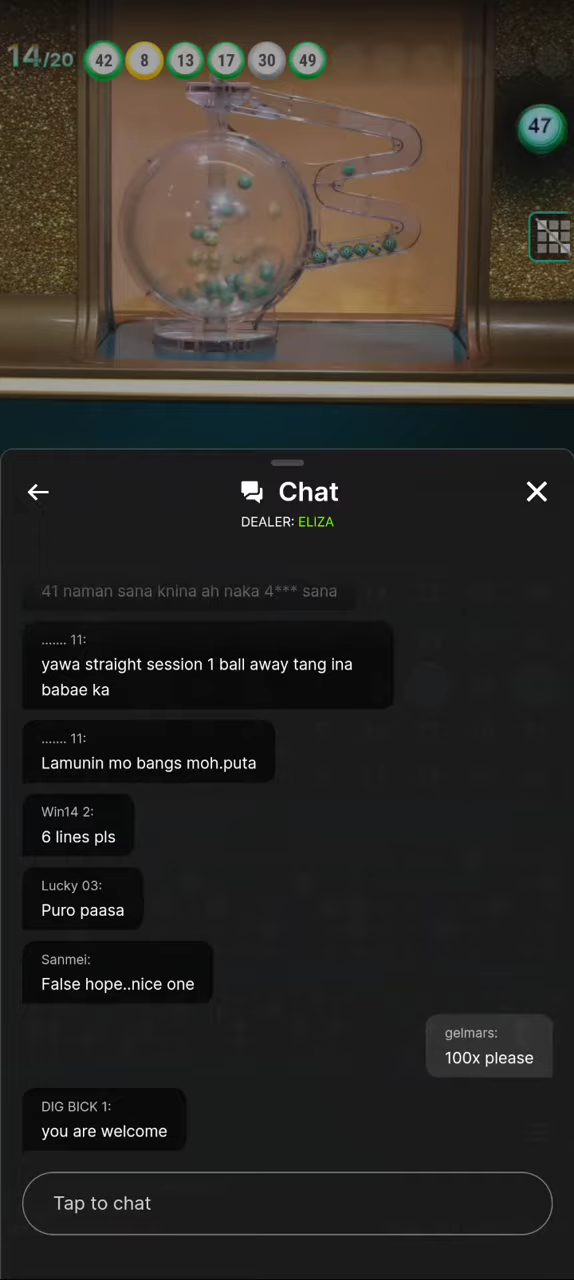 14/20
42 8 13 17 30 49
47
Chat
DEALER: ELIZA
41 naman sana knina ah naka 4*** sana
....... 11:
yawa straight session 1 ball away tang ina
babae ka
....... 11:
Lamunin mo bangs moh.puta
Win14 2:
6 lines pls
Lucky 03:
Puro paasa
Sanmei:
False hope..nice one
gelmars:
100x please
DIG BICK 1:
you are welcome
Tap to chat